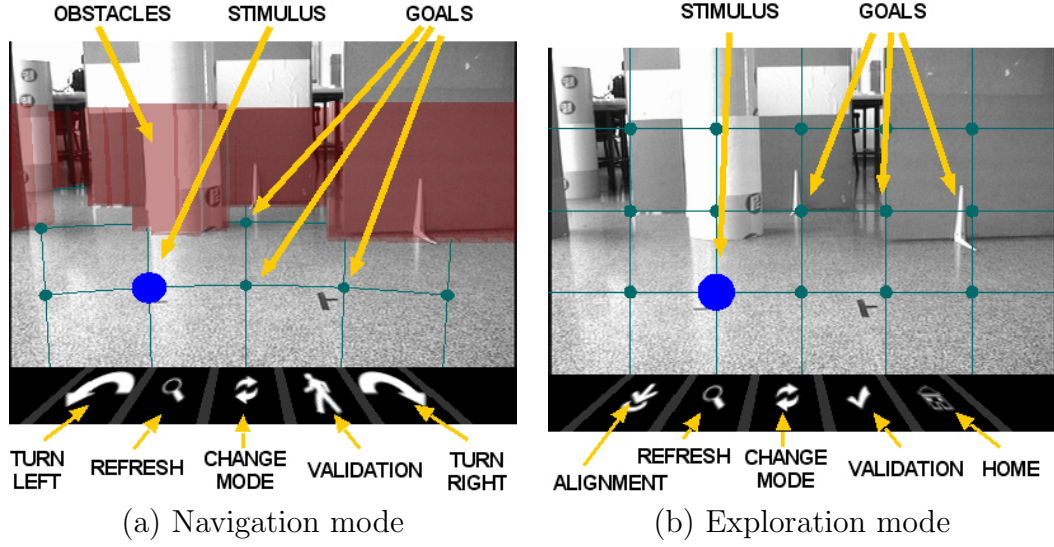 OBSTACLES
STIMULUS
GOALS
TURN
LEFT
REFRESH
CHANGE
MODE
VALIDATION
TURN
RIGHT
(a) Navigation mode
STIMULUS
GOALS
ALIGNMENT
REFRESH
CHANGE
MODE
VALIDATION
HOME
(b) Exploration mode